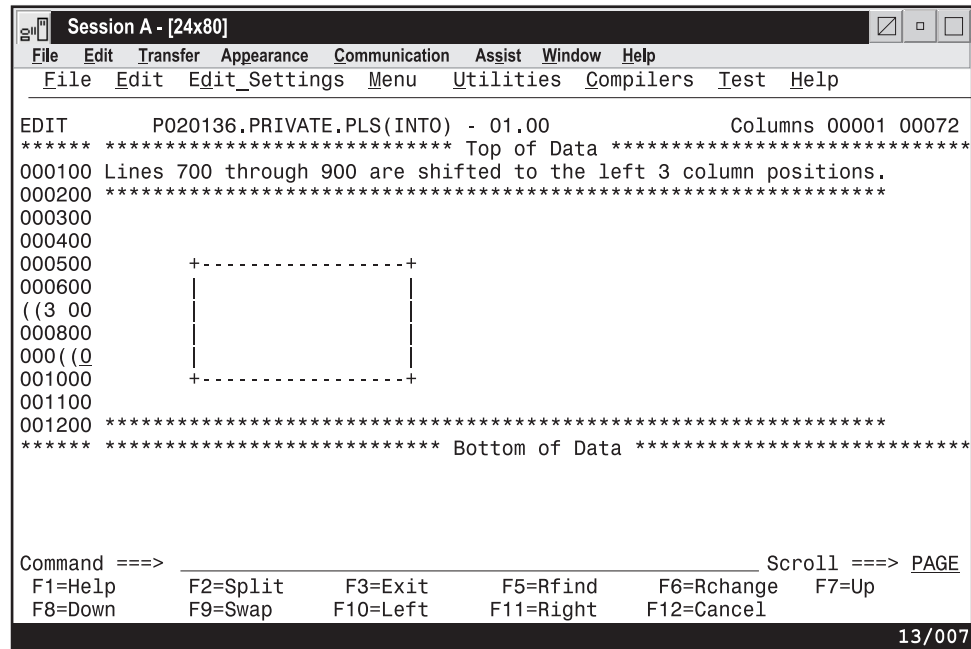 Session A - [24x80]
File Edit Transfer Appearance Communication Assist Window Help
File Edit Edit_Settings Menu Utilities Compilers Test Help
EDIT P020136.PRIVATE.PLS(INTO) - 01.00 Columns 00001 00072
****** ***************************** Top of Data ******************************
000100 Lines 700 through 900 are shifted to the left 3 column positions.
000200 *****************************************************************
000300
000400
000500 +-----------------+
000600 | |
((3 00 | |
000800 | |
000((0 | |
001000 +-----------------+
001100
001200 *****************************************************************
****** **************************** Bottom of Data ****************************
Command ===> Scroll ===> PAGE
F1=Help F2=Split F3=Exit F5=Rfind F6=Rchange F7=Up
F8=Down F9=Swap F10=Left F11=Right F12=Cancel
13/007